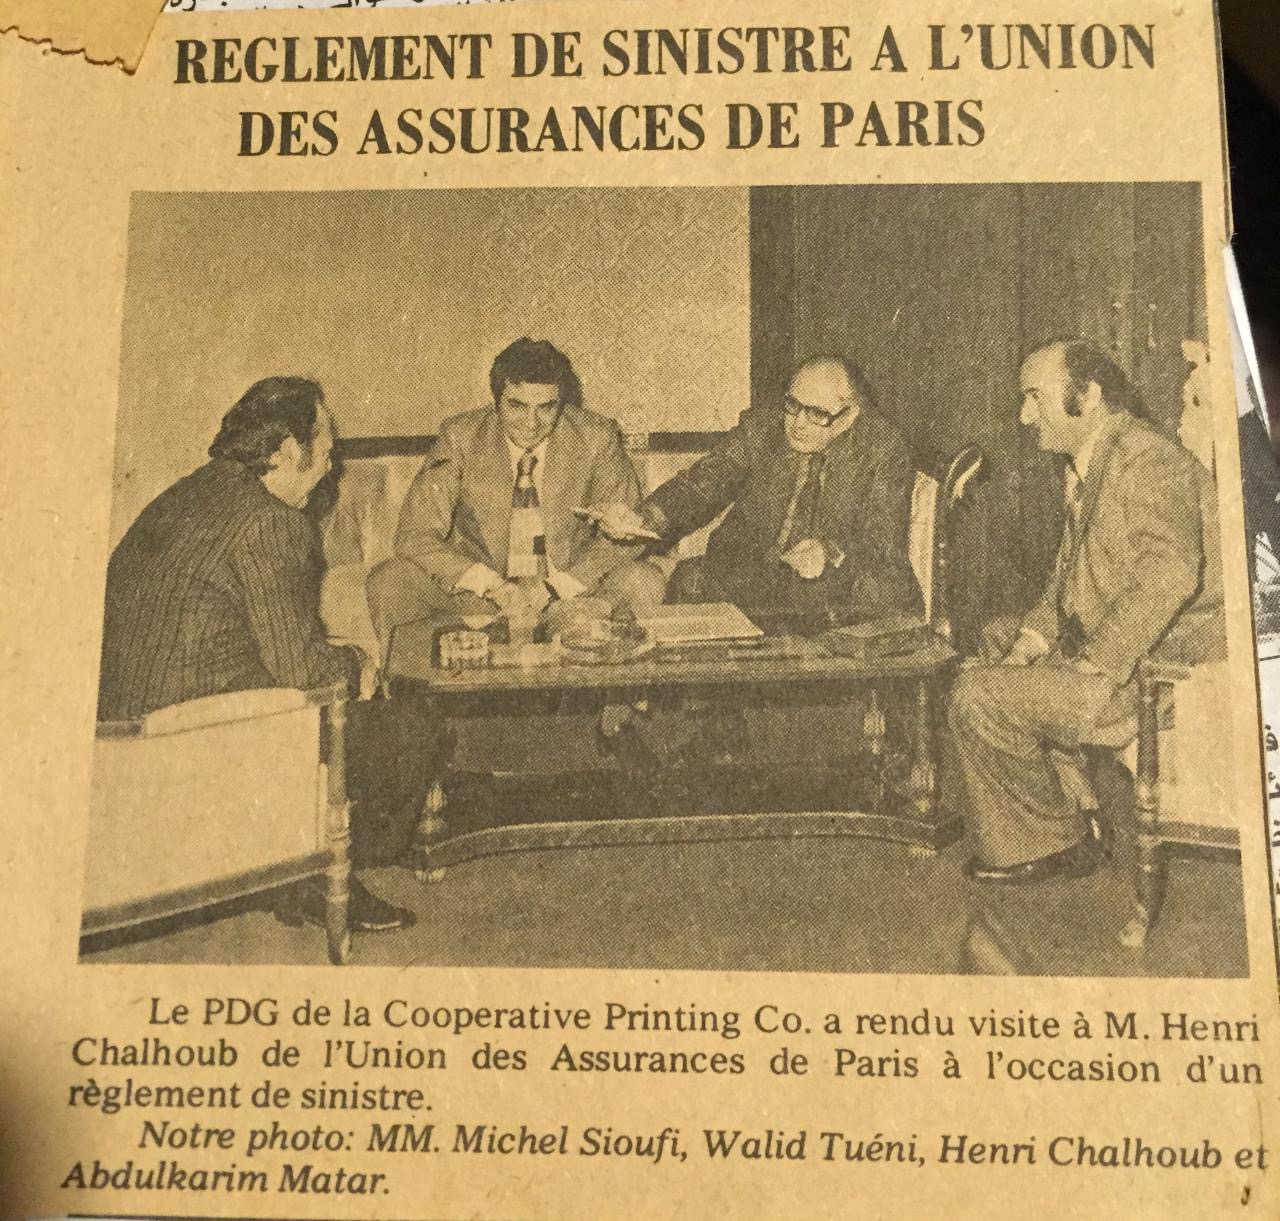 REGLEMENT DE SINISTRE A L'UNION
DES ASSURANCES DE PARIS
Le PDG de la Cooperative Printing Co. a rendu visite à M. Henri
Chalhoub de l'Union des Assurances de Paris à l'occasion d'un
règlement de sinistre.
Notre photo: MM. Michel Sioufi, Walid Tuéni, Henri Chalhoub et
Abdulkarim Matar.